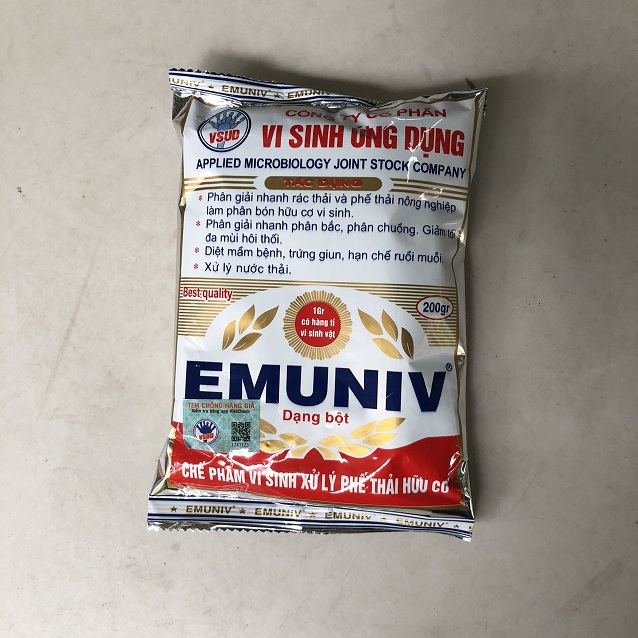 EMUNIV ★ EMUNIV ★ EMUNIV
VSUD
CÔNG TY CỔ PHẦN
VI SINH ỨNG DỤNG
APPLIED MICROBIOLOGY JOINT STOCK COMPANY
TÁC DỤNG
* Phân giải nhanh rác thải và phế thải nông nghiệp
làm phân bón hữu cơ vi sinh.
* Phân giải nhanh phân bắc, phân chuồng. Giảm tối
đa mùi hôi thối.
* Diệt mầm bệnh, trứng giun, hạn chế ruồi muỗi.
* Xử lý nước thải.
Best quality
1Gr
có hàng tỉ
vi sinh vật
200gr
EMUNIV®
Dạng bột
TEM CHỐNG HÀNG GIẢ
VSUD
CHẾ PHẨM VI SINH XỬ LÝ PHẾ THẢI HỮU CƠ
EMUNIV ★ EMUNIV ★ EMUNIV ★ EMUNIV